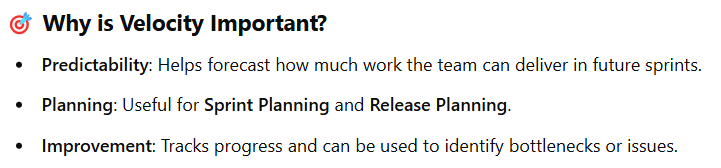 🎯 Why is Velocity Important?
• Predictability: Helps forecast how much work the team can deliver in future sprints.
• Planning: Useful for Sprint Planning and Release Planning.
• Improvement: Tracks progress and can be used to identify bottlenecks or issues.